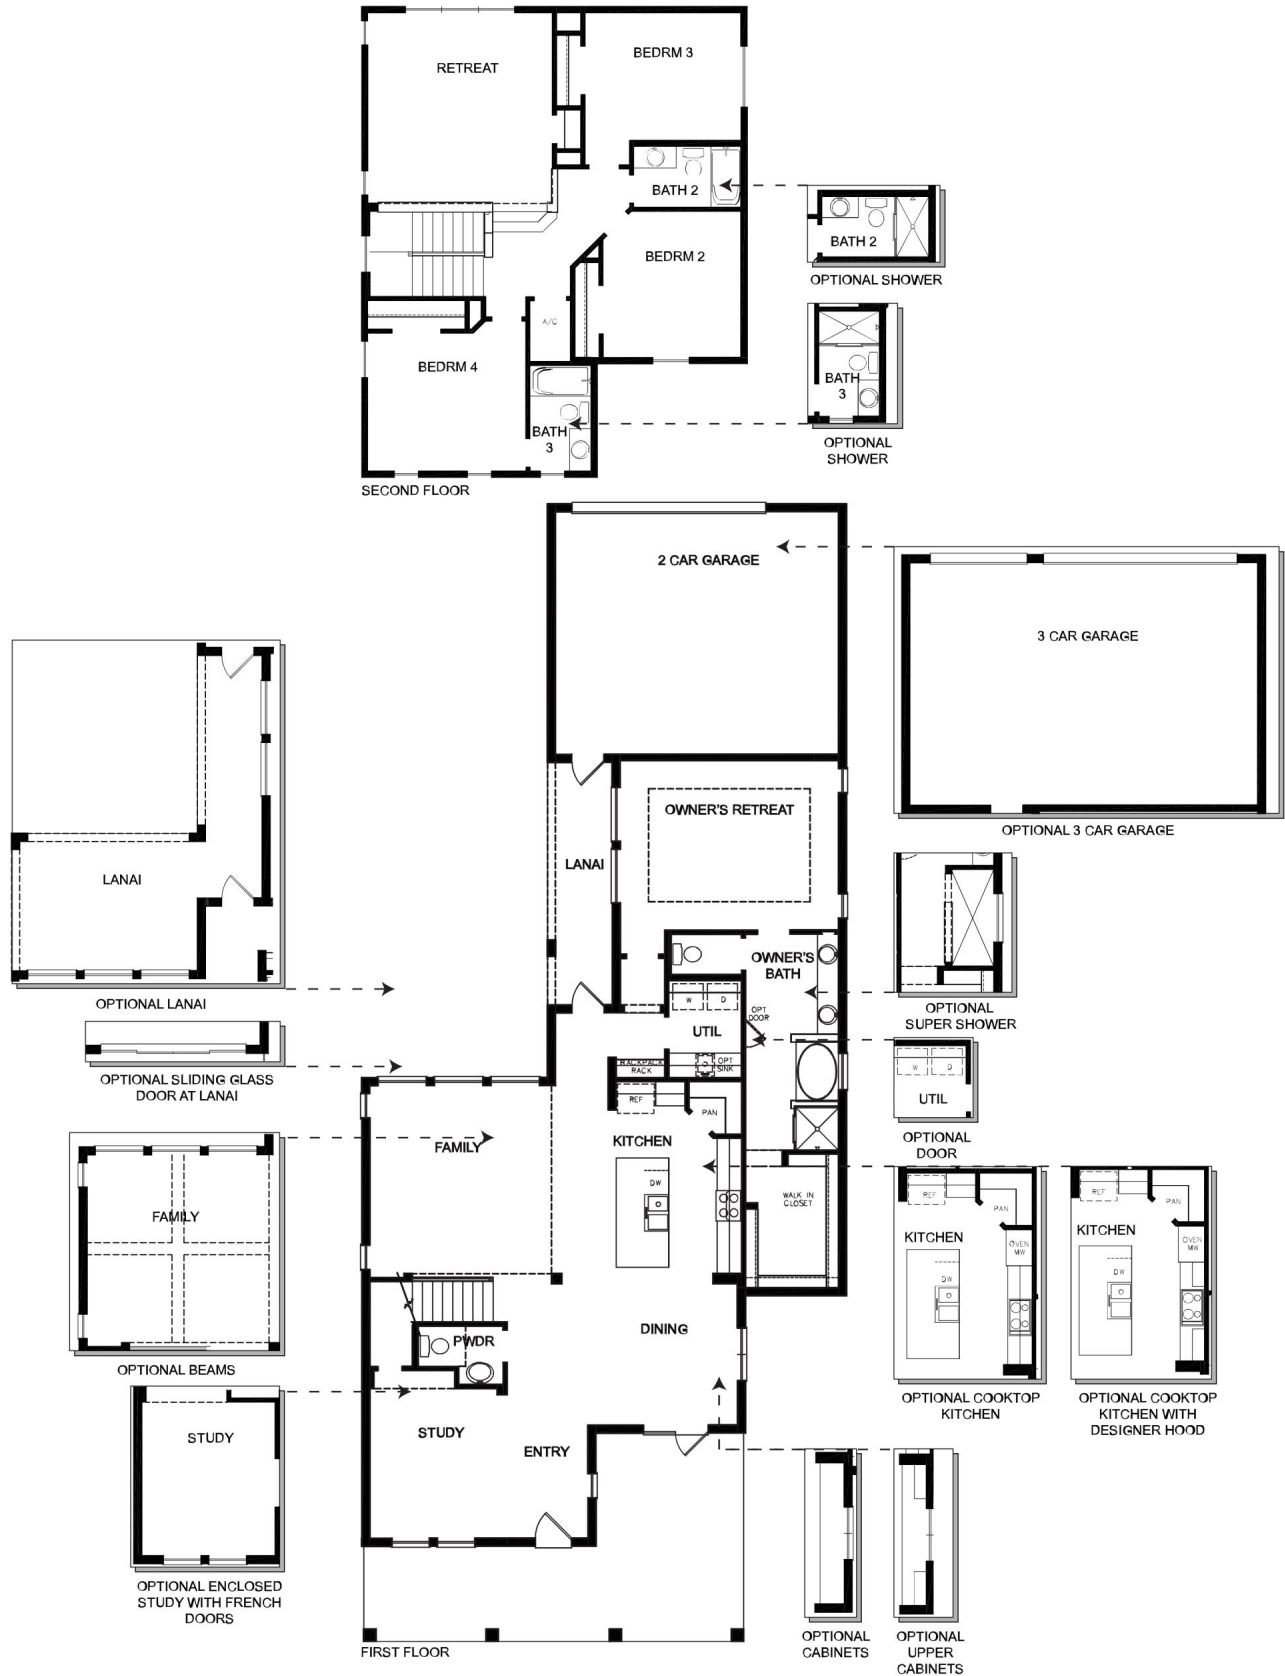 RETREAT
BEDRM 3
BATH 2
BATH 2
OPTIONAL SHOWER
BEDRM 2
A/C
BEDRM 4
BATH
3
BATH
3
OPTIONAL
SHOWER
SECOND FLOOR
2 CAR GARAGE
3 CAR GARAGE
OPTIONAL 3 CAR GARAGE
OWNER'S RETREAT
LANAI
LANAI
OPTIONAL LANAI
OWNER'S
BATH
OPTIONAL
SUPER SHOWER
W
D
OPT
DOOR
UTIL
BACKPACK
RACK
OPT
SINK
OPTIONAL SLIDING GLASS
DOOR AT LANAI
W
D
UTIL
OPTIONAL
DOOR
REF
PAN
KITCHEN
DW
FAMILY
WALK IN
CLOSET
FAMILY
OPTIONAL BEAMS
REF
PAN
KITCHEN
OVEN
MW
DW
OPTIONAL COOKTOP
KITCHEN
REF
PAN
KITCHEN
OVEN
MW
DW
OPTIONAL COOKTOP
KITCHEN WITH
DESIGNER HOOD
DINING
PWDR
STUDY
ENTRY
STUDY
OPTIONAL ENCLOSED
STUDY WITH FRENCH
DOORS
OPTIONAL
CABINETS
OPTIONAL
UPPER
CABINETS
FIRST FLOOR